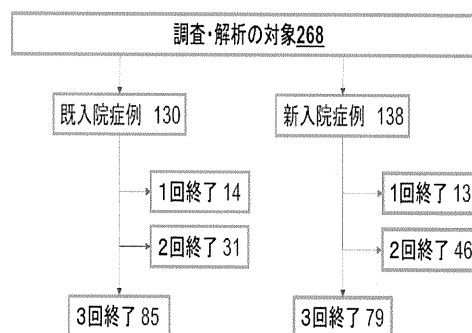 調査・解析の対象268
既入院症例 130
新入院症例 138
1回終了 14
1回終了 13
2回終了 31
2回終了 46
3回終了 85
3回終了 79